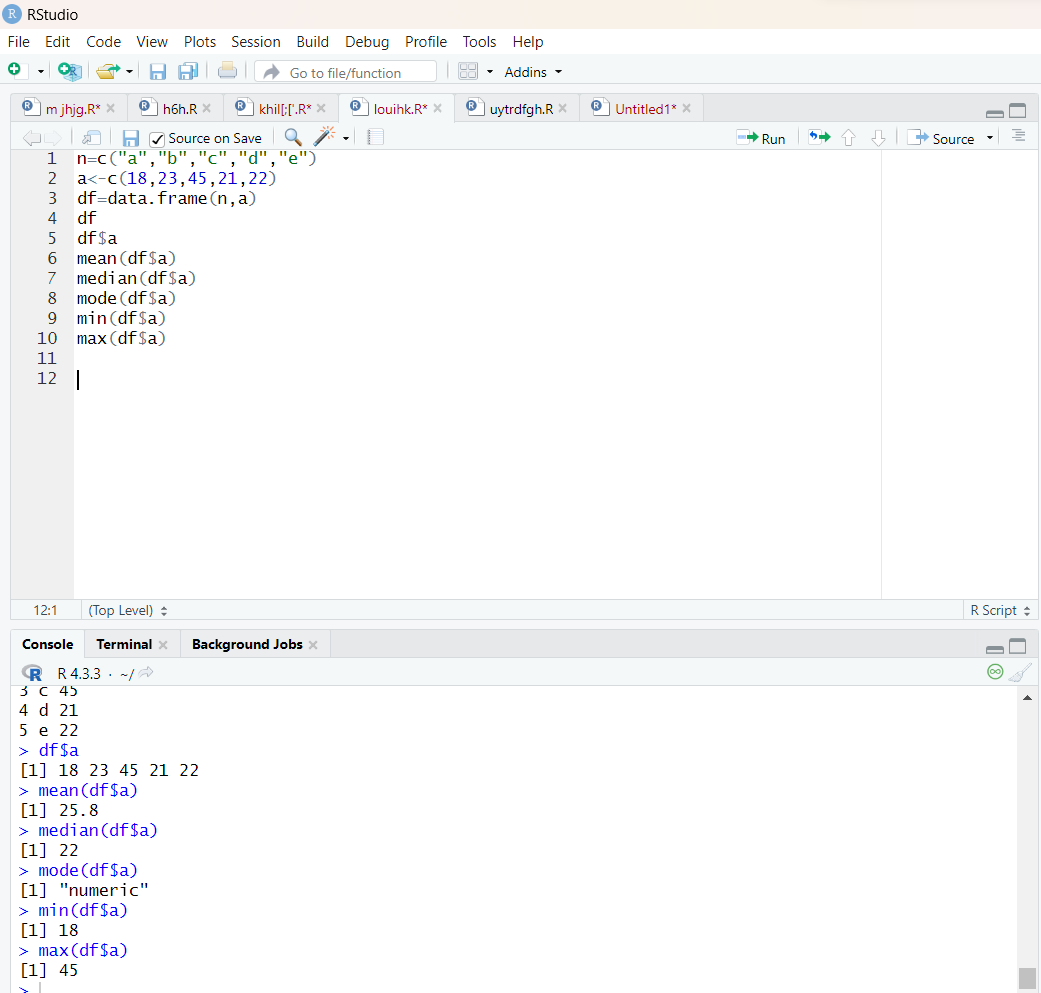 RStudio
File Edit Code View Plots Session Build Debug Profile Tools Help
Go to file/function Addins
m jhjg.R* h6h.R khil[;['.R* louihk.R* uytrdfgh.R Untitled1*
Source on Save Run Source
1 n=c("a","b","c","d","e")
2 a<-c(18,23,45,21,22)
3 df=data.frame(n,a)
4 df
5 df$a
6 mean(df$a)
7 median(df$a)
8 mode(df$a)
9 min(df$a)
10 max(df$a)
11
12
12:1 (Top Level) R Script
Console Terminal Background Jobs
R 4.3.3 · ~/
3 c 45
4 d 21
5 e 22
> df$a
[1] 18 23 45 21 22
> mean(df$a)
[1] 25.8
> median(df$a)
[1] 22
> mode(df$a)
[1] "numeric"
> min(df$a)
[1] 18
> max(df$a)
[1] 45
>